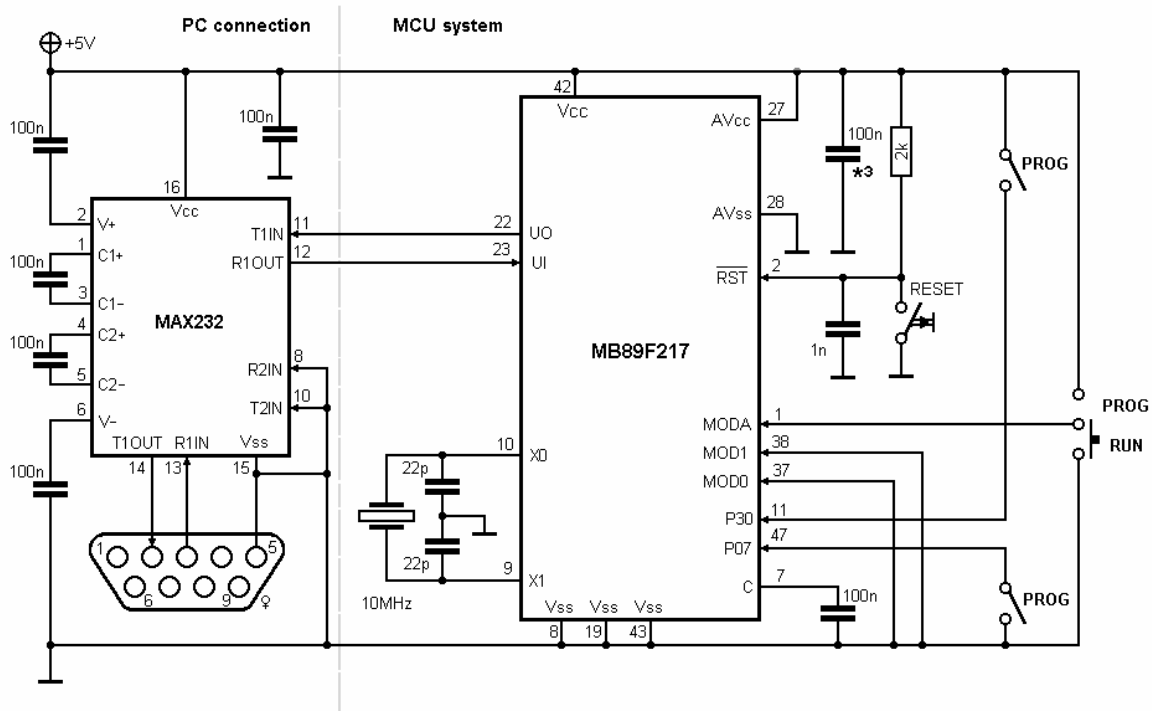 PC connection
MCU system
+5V
42
Vcc
27
AVcc
100n
100n
100n
*3
2k
PROG
16
Vcc
2
V+
28
AVss
1
C1+
T1IN
11
22
UO
R1OUT
12
23
UI
100n
3
C1-
2
RST
RESET
MAX232
4
C2+
100n
MB89F217
1n
5
C2-
R2IN
8
T2IN
10
6
V-
PROG
MODA
1
RUN
T1OUT
R1IN
Vss
14
13
15
MOD1
38
10
X0
100n
22p
MOD0
37
P30
11
P07
47
1
5
22p
9
X1
C
7
100n
PROG
6
9
♀
10MHz
Vss
Vss
Vss
8
19
43